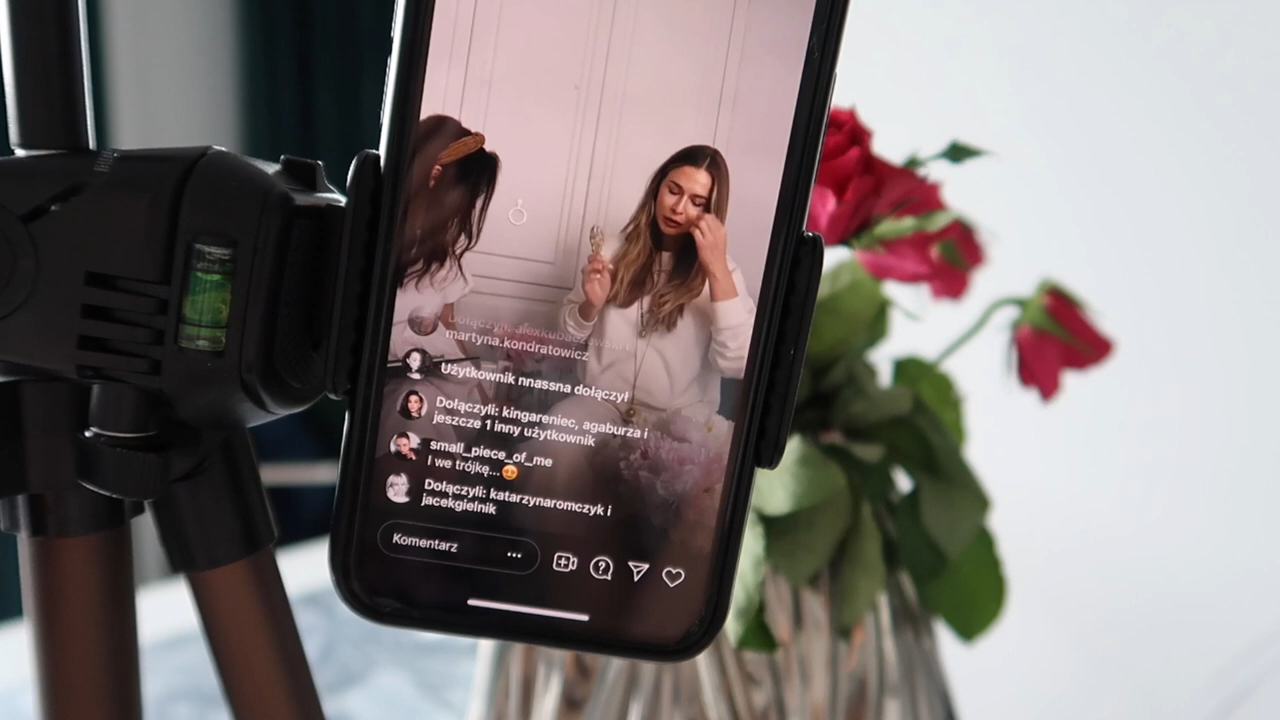 Dołączyli: alexkubaczewski i
martyna.kondratowicz
Użytkownik nnassna dołączył
Dołączyli: kingareniec, agaburza i
jeszcze 1 inny użytkownik
small_piece_of_me
I we trójkę...😍
Dołączyli: katarzynaromczyk i
jacekgielnik
Komentarz